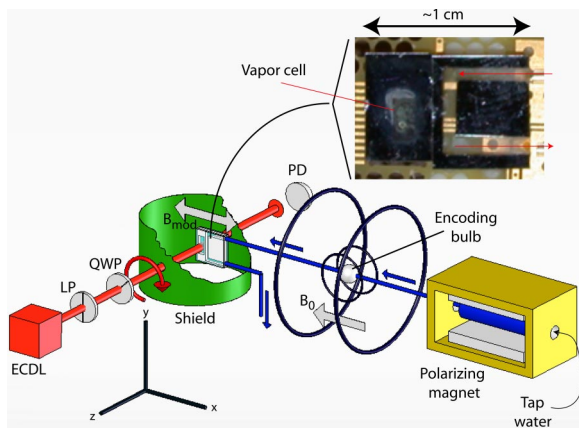 ~1 cm
Vapor cell
PD
Bmod
Encoding
bulb
QWP
LP
B0
Shield
ECDL
y
z
x
Polarizing
magnet
Tap
water